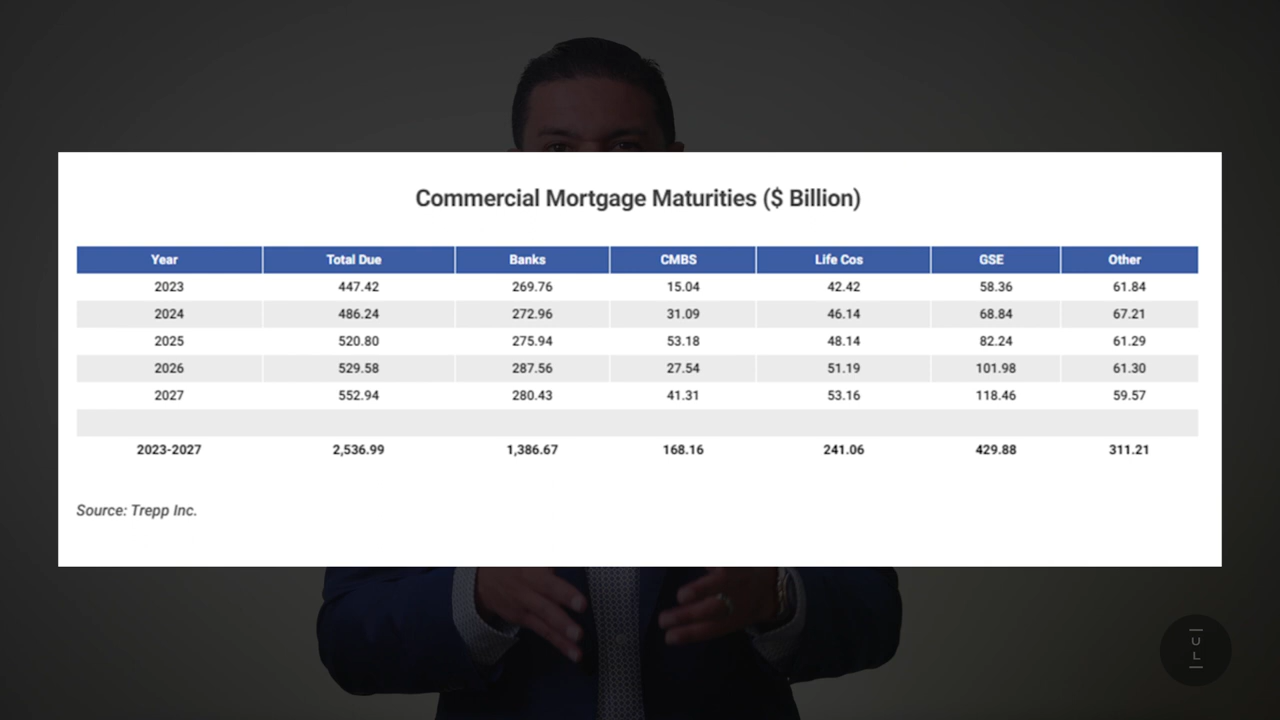 Commercial Mortgage Maturities ($ Billion)
Year Total Due Banks CMBS Life Cos GSE Other
2023 447.42 269.76 15.04 42.42 58.36 61.84
2024 486.24 272.96 31.09 46.14 68.84 67.21
2025 520.80 275.94 53.18 48.14 82.24 61.29
2026 529.58 287.56 27.54 51.19 101.98 61.30
2027 552.94 280.43 41.31 53.16 118.46 59.57
2023-2027 2,536.99 1,386.67 168.16 241.06 429.88 311.21
Source: Trepp Inc.
U
L